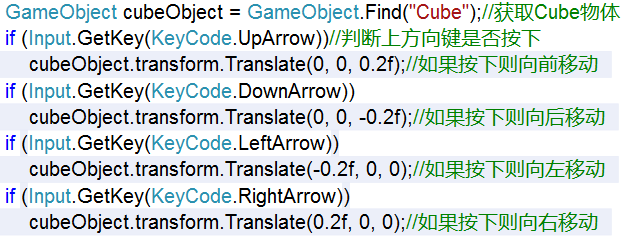 GameObject cubeObject = GameObject.Find("Cube");//获取Cube物体
if (Input.GetKey(KeyCode.UpArrow))//判断上方向键是否按下
cubeObject.transform.Translate(0, 0, 0.2f);//如果按下则向前移动
if (Input.GetKey(KeyCode.DownArrow))
cubeObject.transform.Translate(0, 0, -0.2f);//如果按下则向后移动
if (Input.GetKey(KeyCode.LeftArrow))
cubeObject.transform.Translate(-0.2f, 0, 0);//如果按下则向左移动
if (Input.GetKey(KeyCode.RightArrow))
cubeObject.transform.Translate(0.2f, 0, 0);//如果按下则向右移动